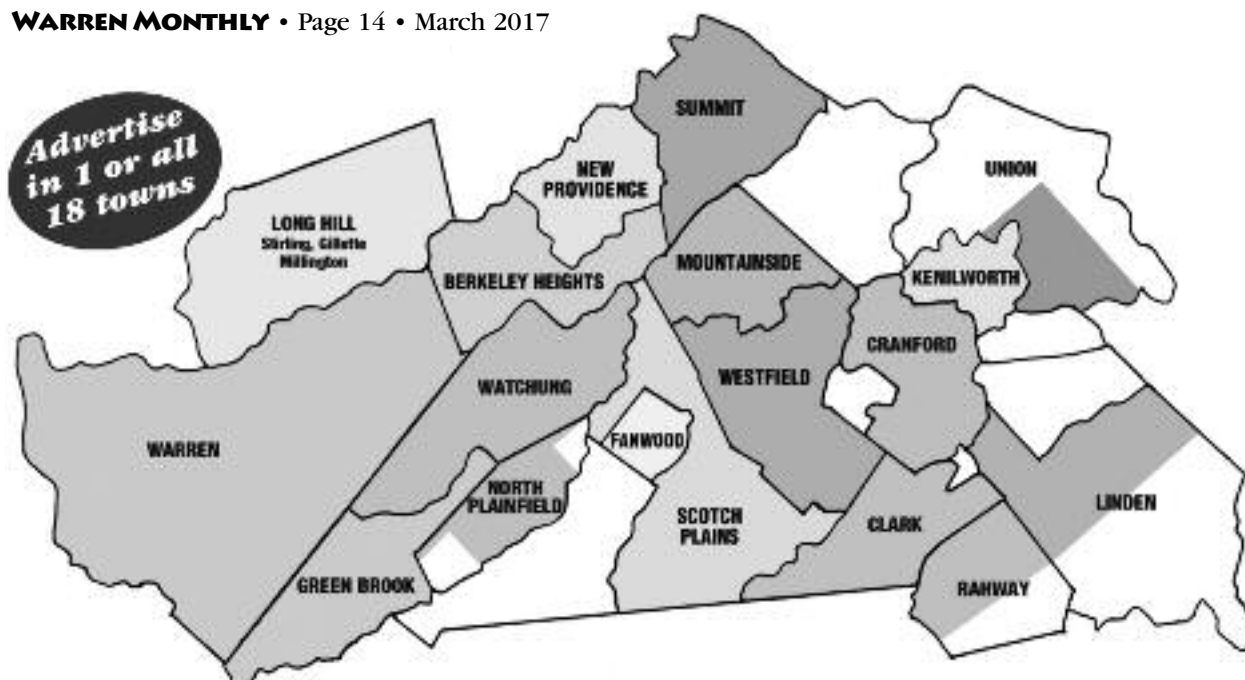 WARREN MONTHLY • Page 14 • March 2017
Advertise
in 1 or all
18 towns
SUMMIT
NEW
PROVIDENCE
UNION
LONG HILL
Stirling, Gillette
Millington
BERKELEY HEIGHTS
MOUNTAINSIDE
KENILWORTH
CRANFORD
WATCHUNG
WESTFIELD
WARREN
FANWOOD
NORTH
PLAINFIELD
SCOTCH
PLAINS
CLARK
LINDEN
GREEN BROOK
RAHWAY